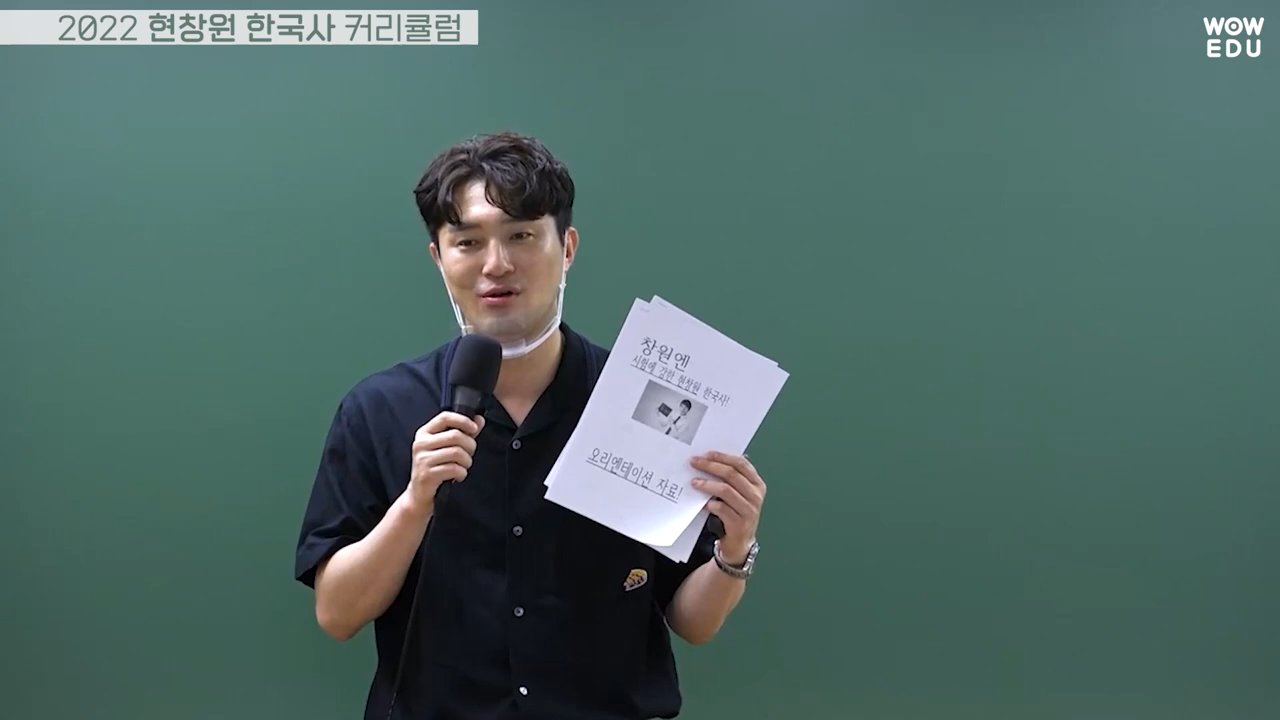 2022 현창원 한국사 커리큘럼
WOW
EDU
창원엔
시험에 강한 현창원 한국사!
오리엔테이션 자료!